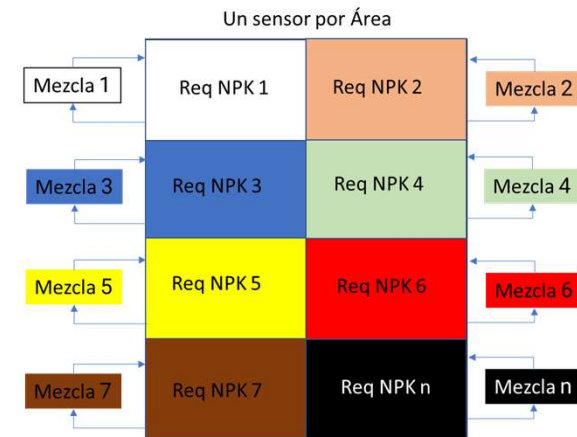 Un sensor por Área
Mezcla 1
Req NPK 1
Req NPK 2
Mezcla 2
Mezcla 3
Req NPK 3
Req NPK 4
Mezcla 4
Mezcla 5
Req NPK 5
Req NPK 6
Mezcla 6
Mezcla 7
Req NPK 7
Req NPK n
Mezcla n